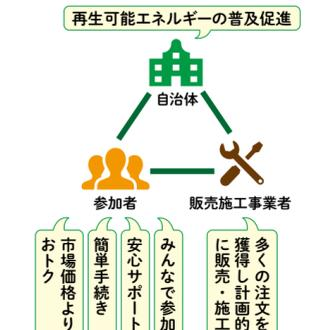 再生可能エネルギーの普及促進
自治体
参加者
販売施工事業者
市場価格より
おトク
簡単手続き
安心サポート
みんなで参加
多くの注文を
獲得し計画的
に販売・施工